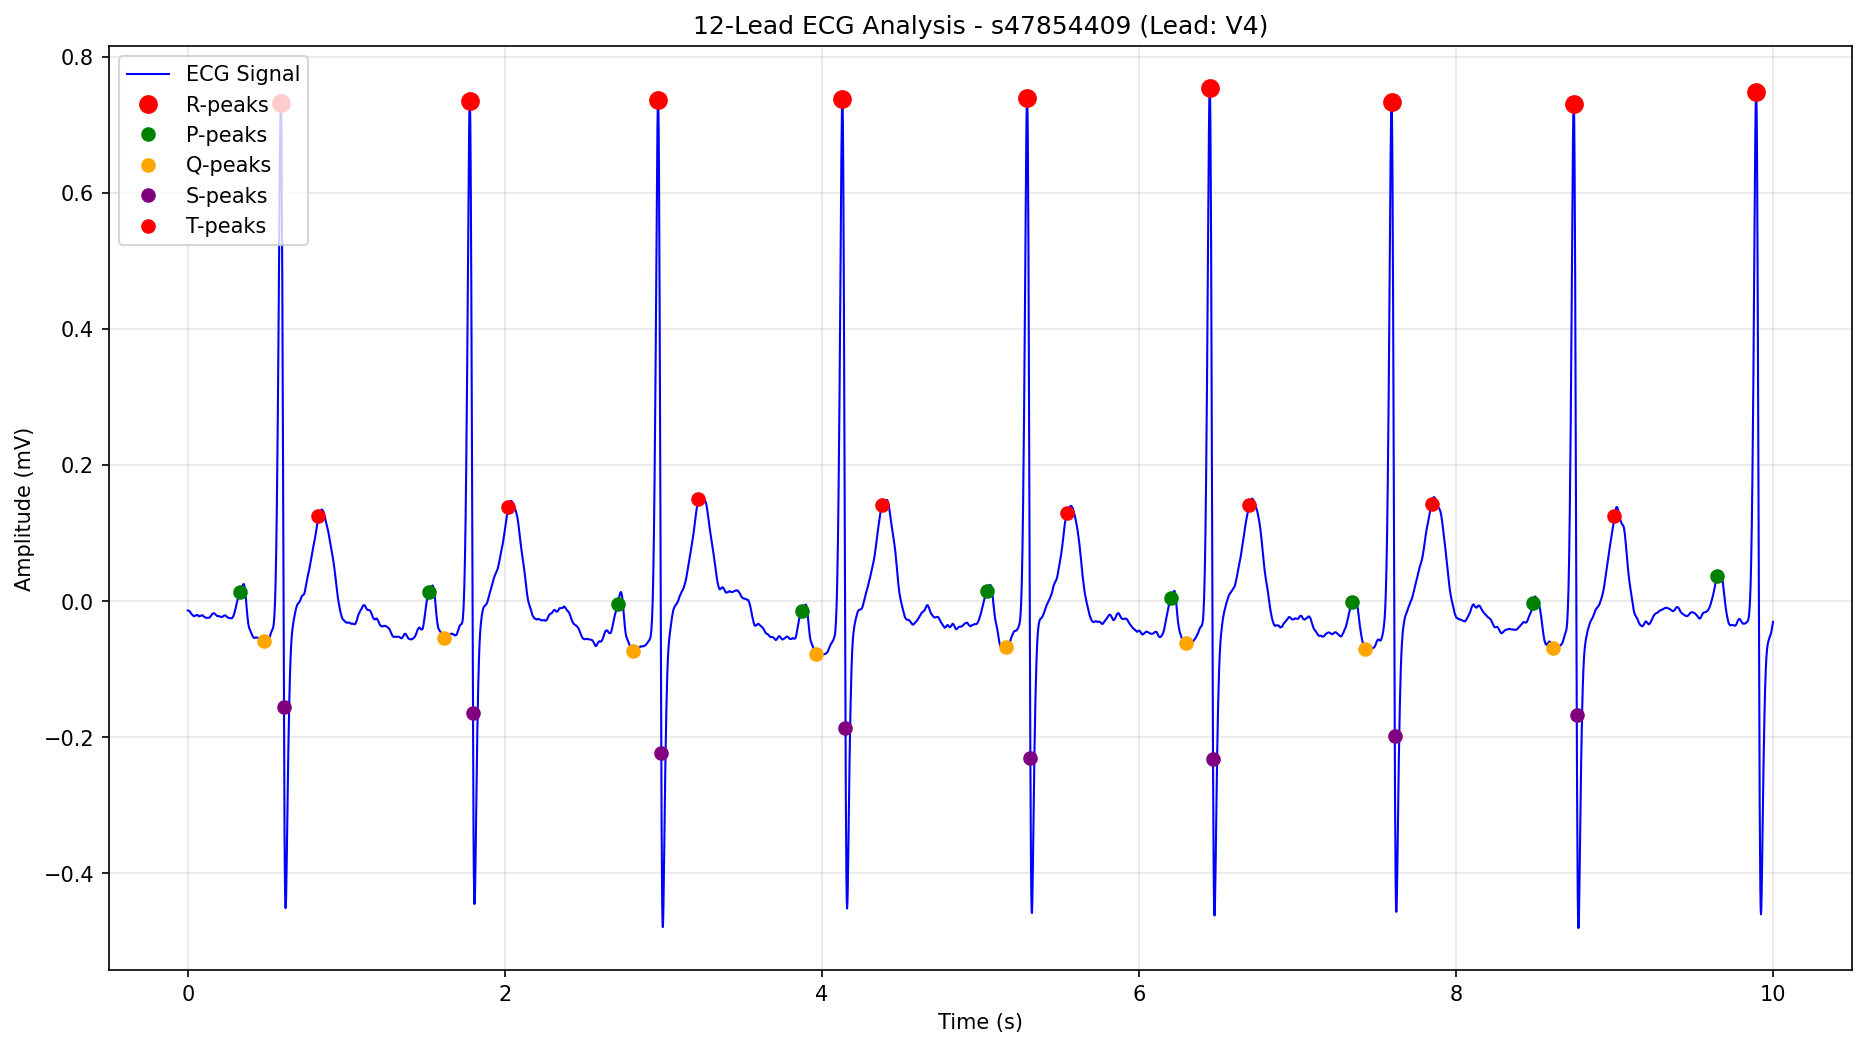 12-Lead ECG Analysis - s47854409 (Lead: V4)
ECG Signal
R-peaks
P-peaks
Q-peaks
S-peaks
T-peaks
Amplitude (mV)
0.8
0.6
0.4
0.2
0.0
−0.2
−0.4
0 2 4 6 8 10
Time (s)